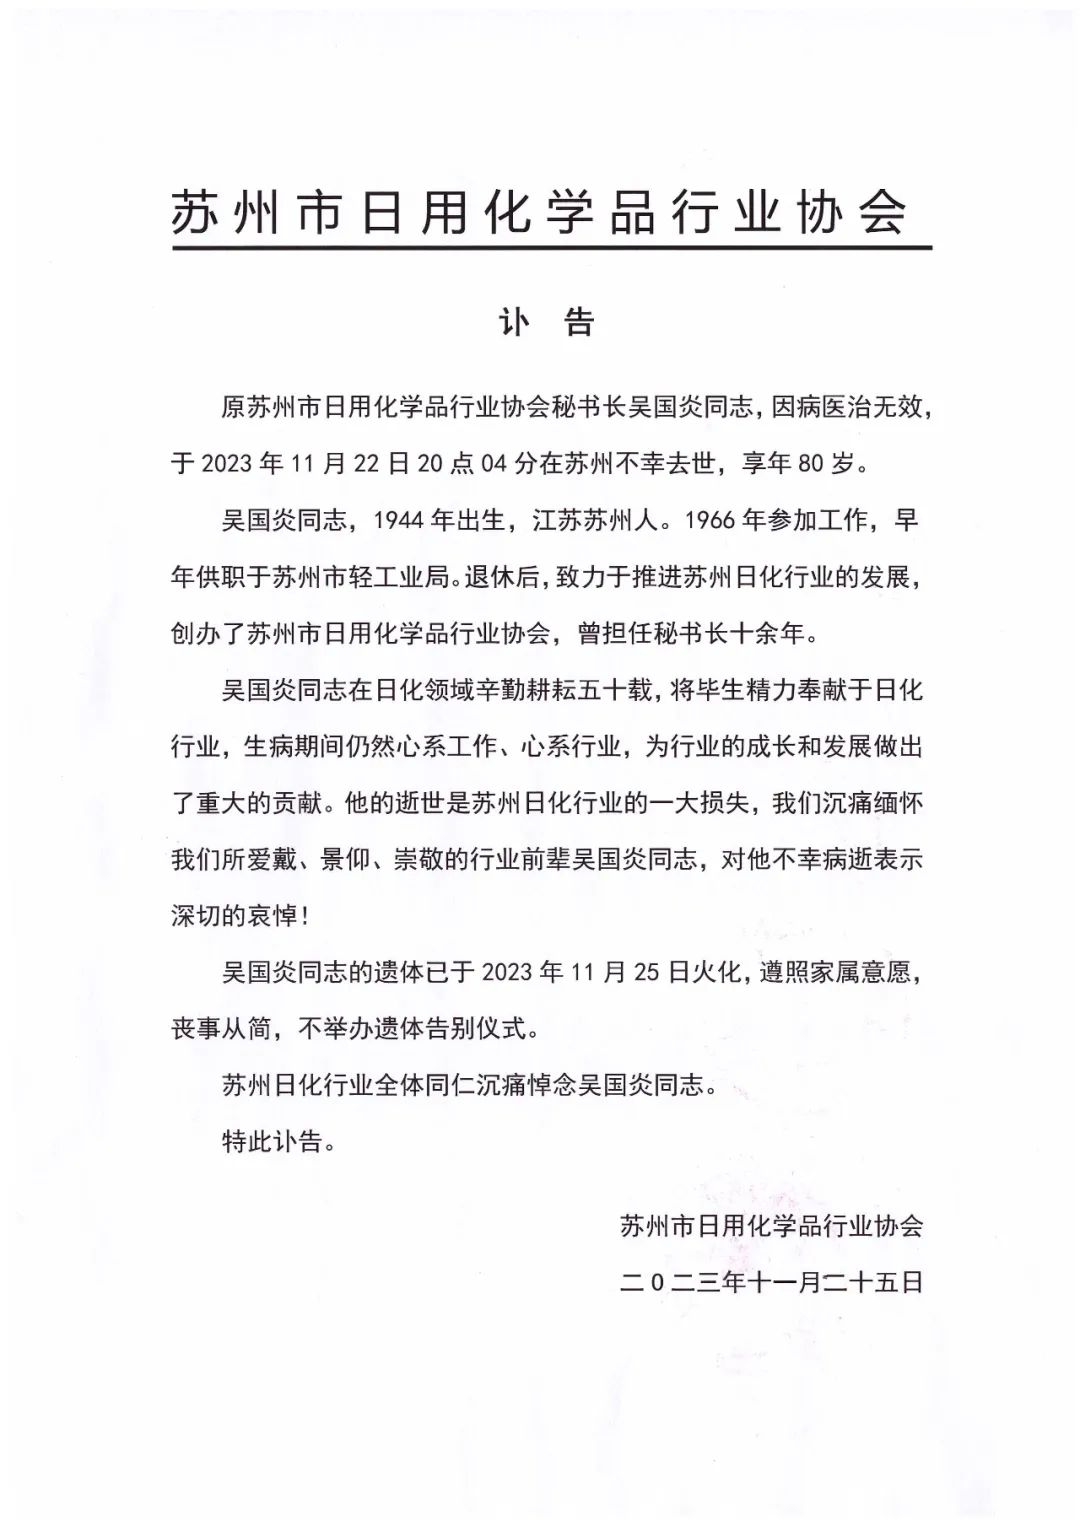 苏州市日用化学品行业协会
讣 告
原苏州市日用化学品行业协会秘书长吴国炎同志，因病医治无效，
于 2023 年 11 月 22 日 20 点 04 分在苏州不幸去世，享年 80 岁。
吴国炎同志，1944 年出生，江苏苏州人。1966 年参加工作，早
年供职于苏州市轻工业局。退休后，致力于推进苏州日化行业的发展，
创办了苏州市日用化学品行业协会，曾担任秘书长十余年。
吴国炎同志在日化领域辛勤耕耘五十载，将毕生精力奉献于日化
行业，生病期间仍然心系工作、心系行业，为行业的成长和发展做出
了重大的贡献。他的逝世是苏州日化行业的一大损失，我们沉痛缅怀
我们所爱戴、景仰、崇敬的行业前辈吴国炎同志，对他不幸病逝表示
深切的哀悼！
吴国炎同志的遗体已于 2023 年 11 月 25 日火化，遵照家属意愿，
丧事从简，不举办遗体告别仪式。
苏州日化行业全体同仁沉痛悼念吴国炎同志。
特此讣告。
苏州市日用化学品行业协会
二0二三年十一月二十五日